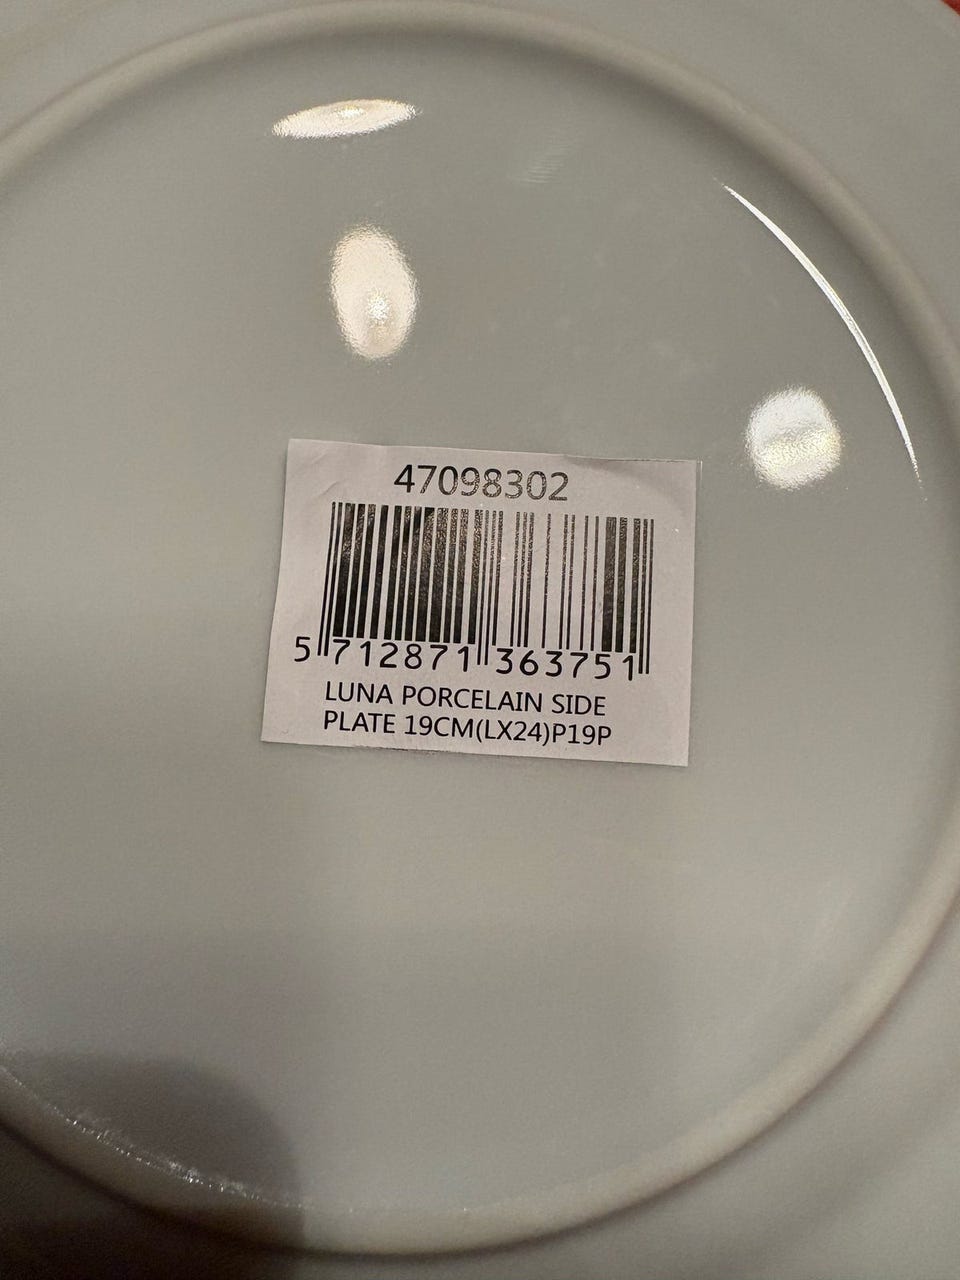 47098302
5 712871 363751
LUNA PORCELAIN SIDE
PLATE 19CM(LX24)P19P